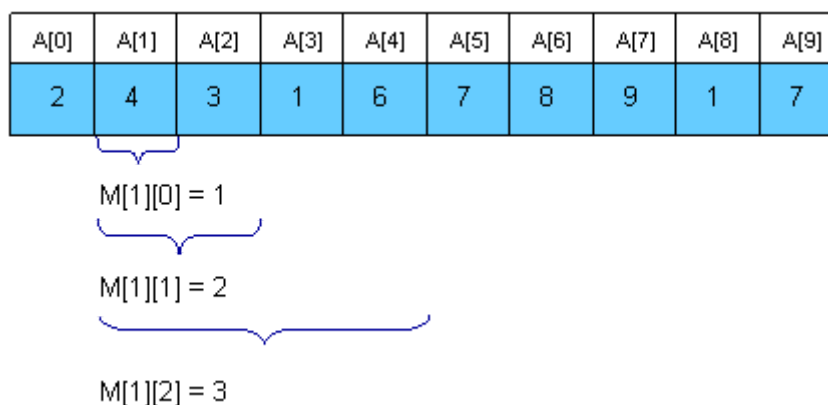 A[0] A[1] A[2] A[3] A[4] A[5] A[6] A[7] A[8] A[9]
2 4 3 1 6 7 8 9 1 7
M[1][0] = 1
M[1][1] = 2
M[1][2] = 3